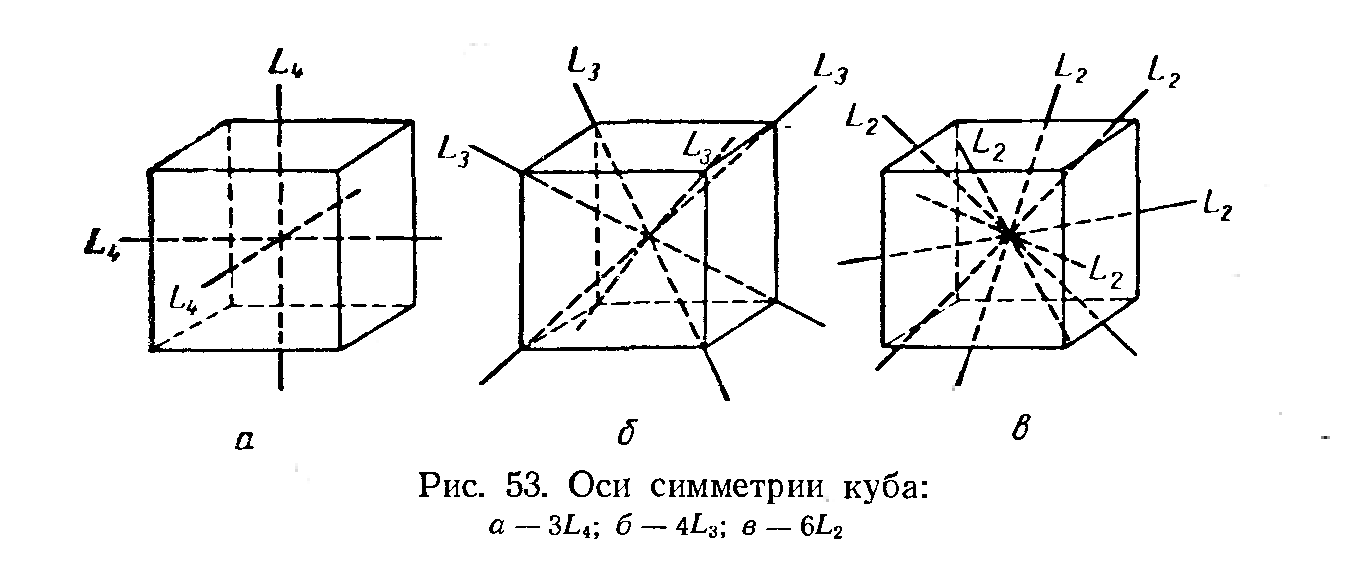 L₄
L₄
L₄
L₃
L₃
L₃
L₃
L₂
L₂
L₂
L₂
L₂
L₂
а
б
в
Рис. 53. Оси симметрии куба:
а — 3L₄; б — 4L₃; в — 6L₂